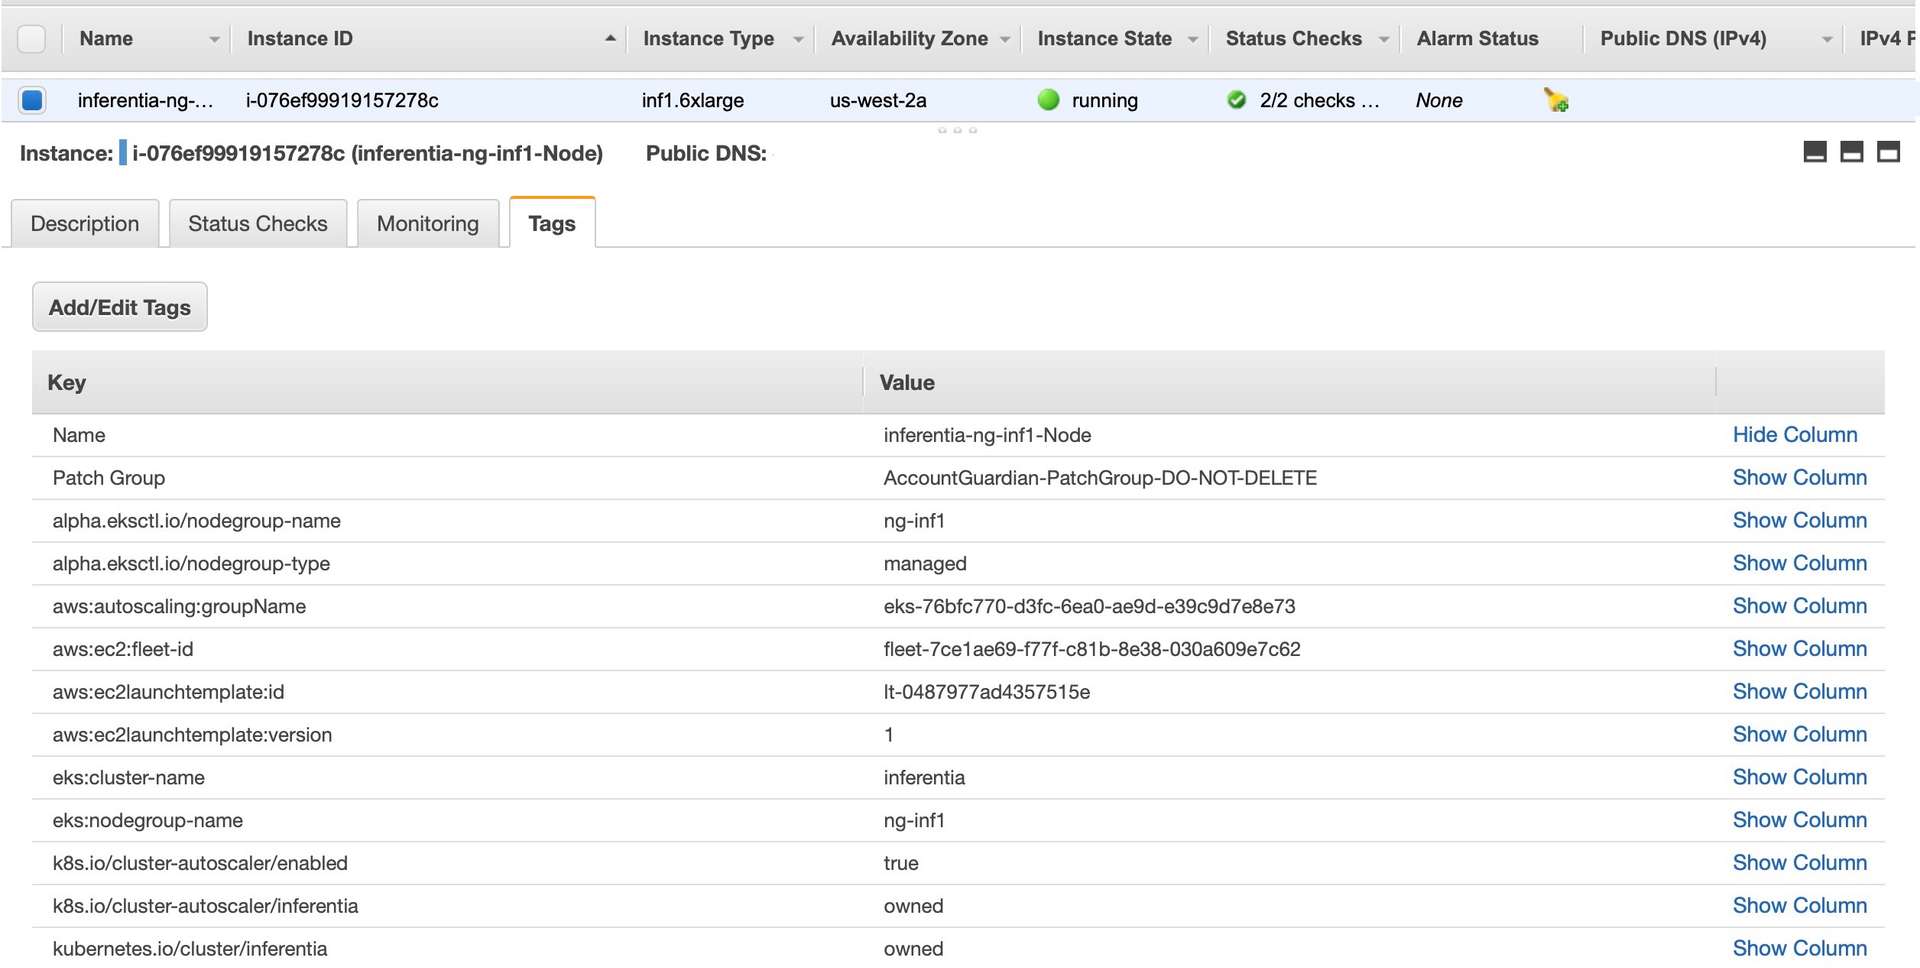 Name Instance ID Instance Type Availability Zone Instance State Status Checks Alarm Status Public DNS (IPv4) IPv4 P
inferentia-ng-... i-076ef99919157278c inf1.6xlarge us-west-2a running 2/2 checks ... None
Instance: i-076ef99919157278c (inferentia-ng-inf1-Node) Public DNS:
Description Status Checks Monitoring Tags
Add/Edit Tags
Key Value
Name inferentia-ng-inf1-Node Hide Column
Patch Group AccountGuardian-PatchGroup-DO-NOT-DELETE Show Column
alpha.eksctl.io/nodegroup-name ng-inf1 Show Column
alpha.eksctl.io/nodegroup-type managed Show Column
aws:autoscaling:groupName eks-76bfc770-d3fc-6ea0-ae9d-e39c9d7e8e73 Show Column
aws:ec2:fleet-id fleet-7ce1ae69-f77f-c81b-8e38-030a609e7c62 Show Column
aws:ec2launchtemplate:id lt-0487977ad4357515e Show Column
aws:ec2launchtemplate:version 1 Show Column
eks:cluster-name inferentia Show Column
eks:nodegroup-name ng-inf1 Show Column
k8s.io/cluster-autoscaler/enabled true Show Column
k8s.io/cluster-autoscaler/inferentia owned Show Column
kubernetes.io/cluster/inferentia owned Show Column